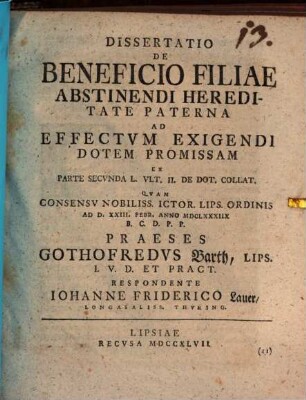 13.
DISSERTATIO
DE
BENEFICIO FILIAE
ABSTINENDI HEREDI-
TATE PATERNA
AD
EFFECTVM EXIGENDI
DOTEM PROMISSAM
EX
PARTE SECVNDA L. VLT. II. DE DOT. COLLAT.
QVAM
CONSENSV NOBILISS. ICTOR. LIPS. ORDINIS
AD D. XXIII. FEBR. ANNO MDCLXXXIIX
B. C. D. P. P.
PRAESES
GOTHOFREDVS Barth, LIPS.
I. V. D. ET PRACT.
RESPONDENTE
IOHANNE FRIDERICO Lauer/
LONGASALISS. THVRING.
LIPSIAE
RECVSA MDCCXLVII.